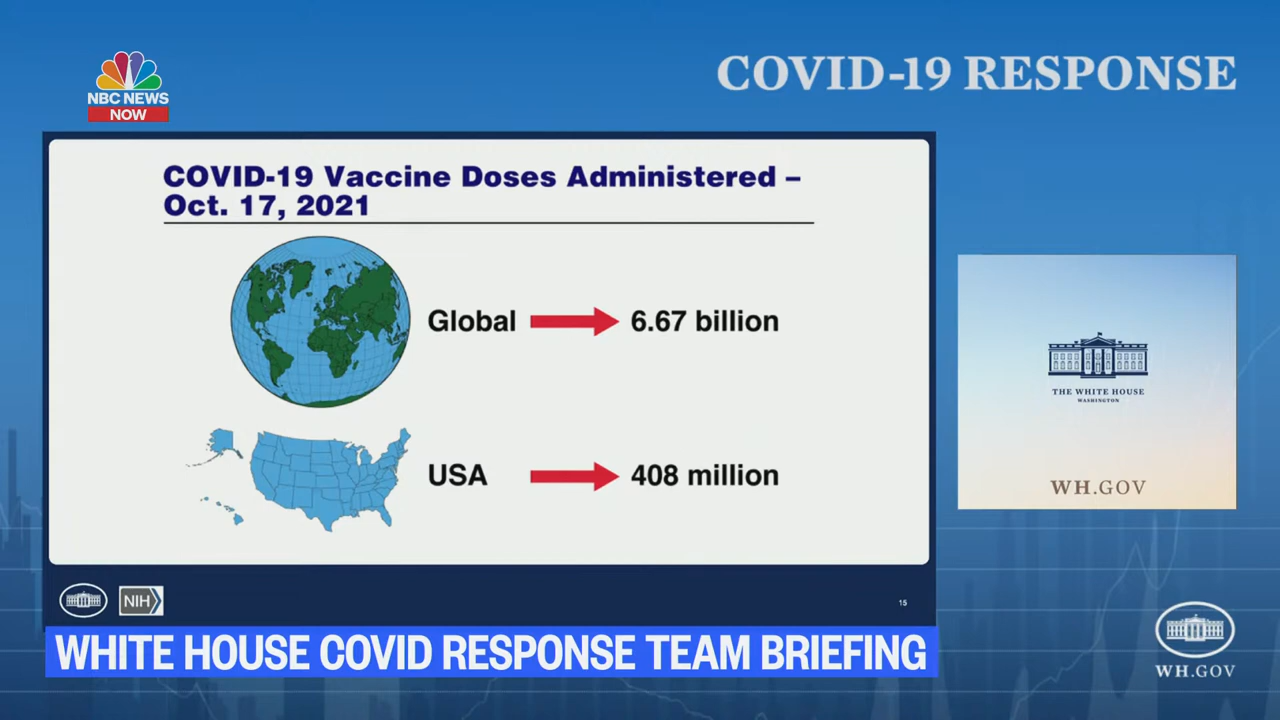 NBC NEWS
NOW
COVID-19 RESPONSE
COVID-19 Vaccine Doses Administered –
Oct. 17, 2021
Global
6.67 billion
USA
408 million
THE WHITE HOUSE
WASHINGTON
WH.GOV
NIH
15
WHITE HOUSE COVID RESPONSE TEAM BRIEFING
WH.GOV